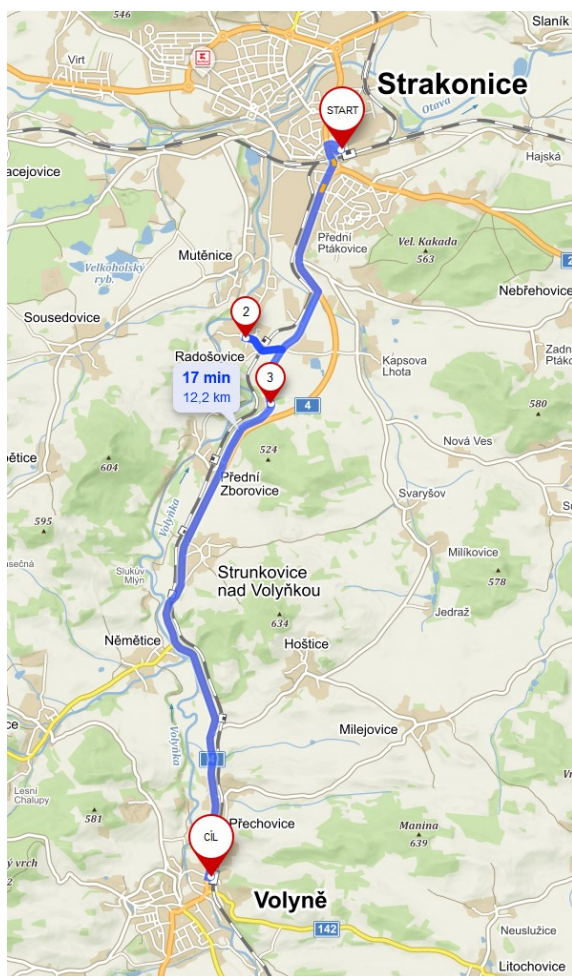 546
Slaník
Virt
Strakonice
START
Otava
Hajská
Přední
Ptákovice
Vel. Kakada
563
acejovice
Mutěnice
Velkoholský
ryb.
Nebřehovice
Sousedovice
2
Zadn
Ptáko
Radošovice
Kapsova
Lhota
17 min
12,2 km
3
4
580
524
Nová Ves
ětice
604
Přední
Zborovice
Volyňka
Svaryšov
595
Milíkovice
578
Slukův
Mlýn
Strunkovice
nad Volyňkou
Jedraž
634
Němětice
Hoštice
Milejovice
Volyňka
Lesní
Chalupy
581
Přechovice
Manina
639
ý vrch
CÍL
Volyně
142
Neuslužice
Litochovice